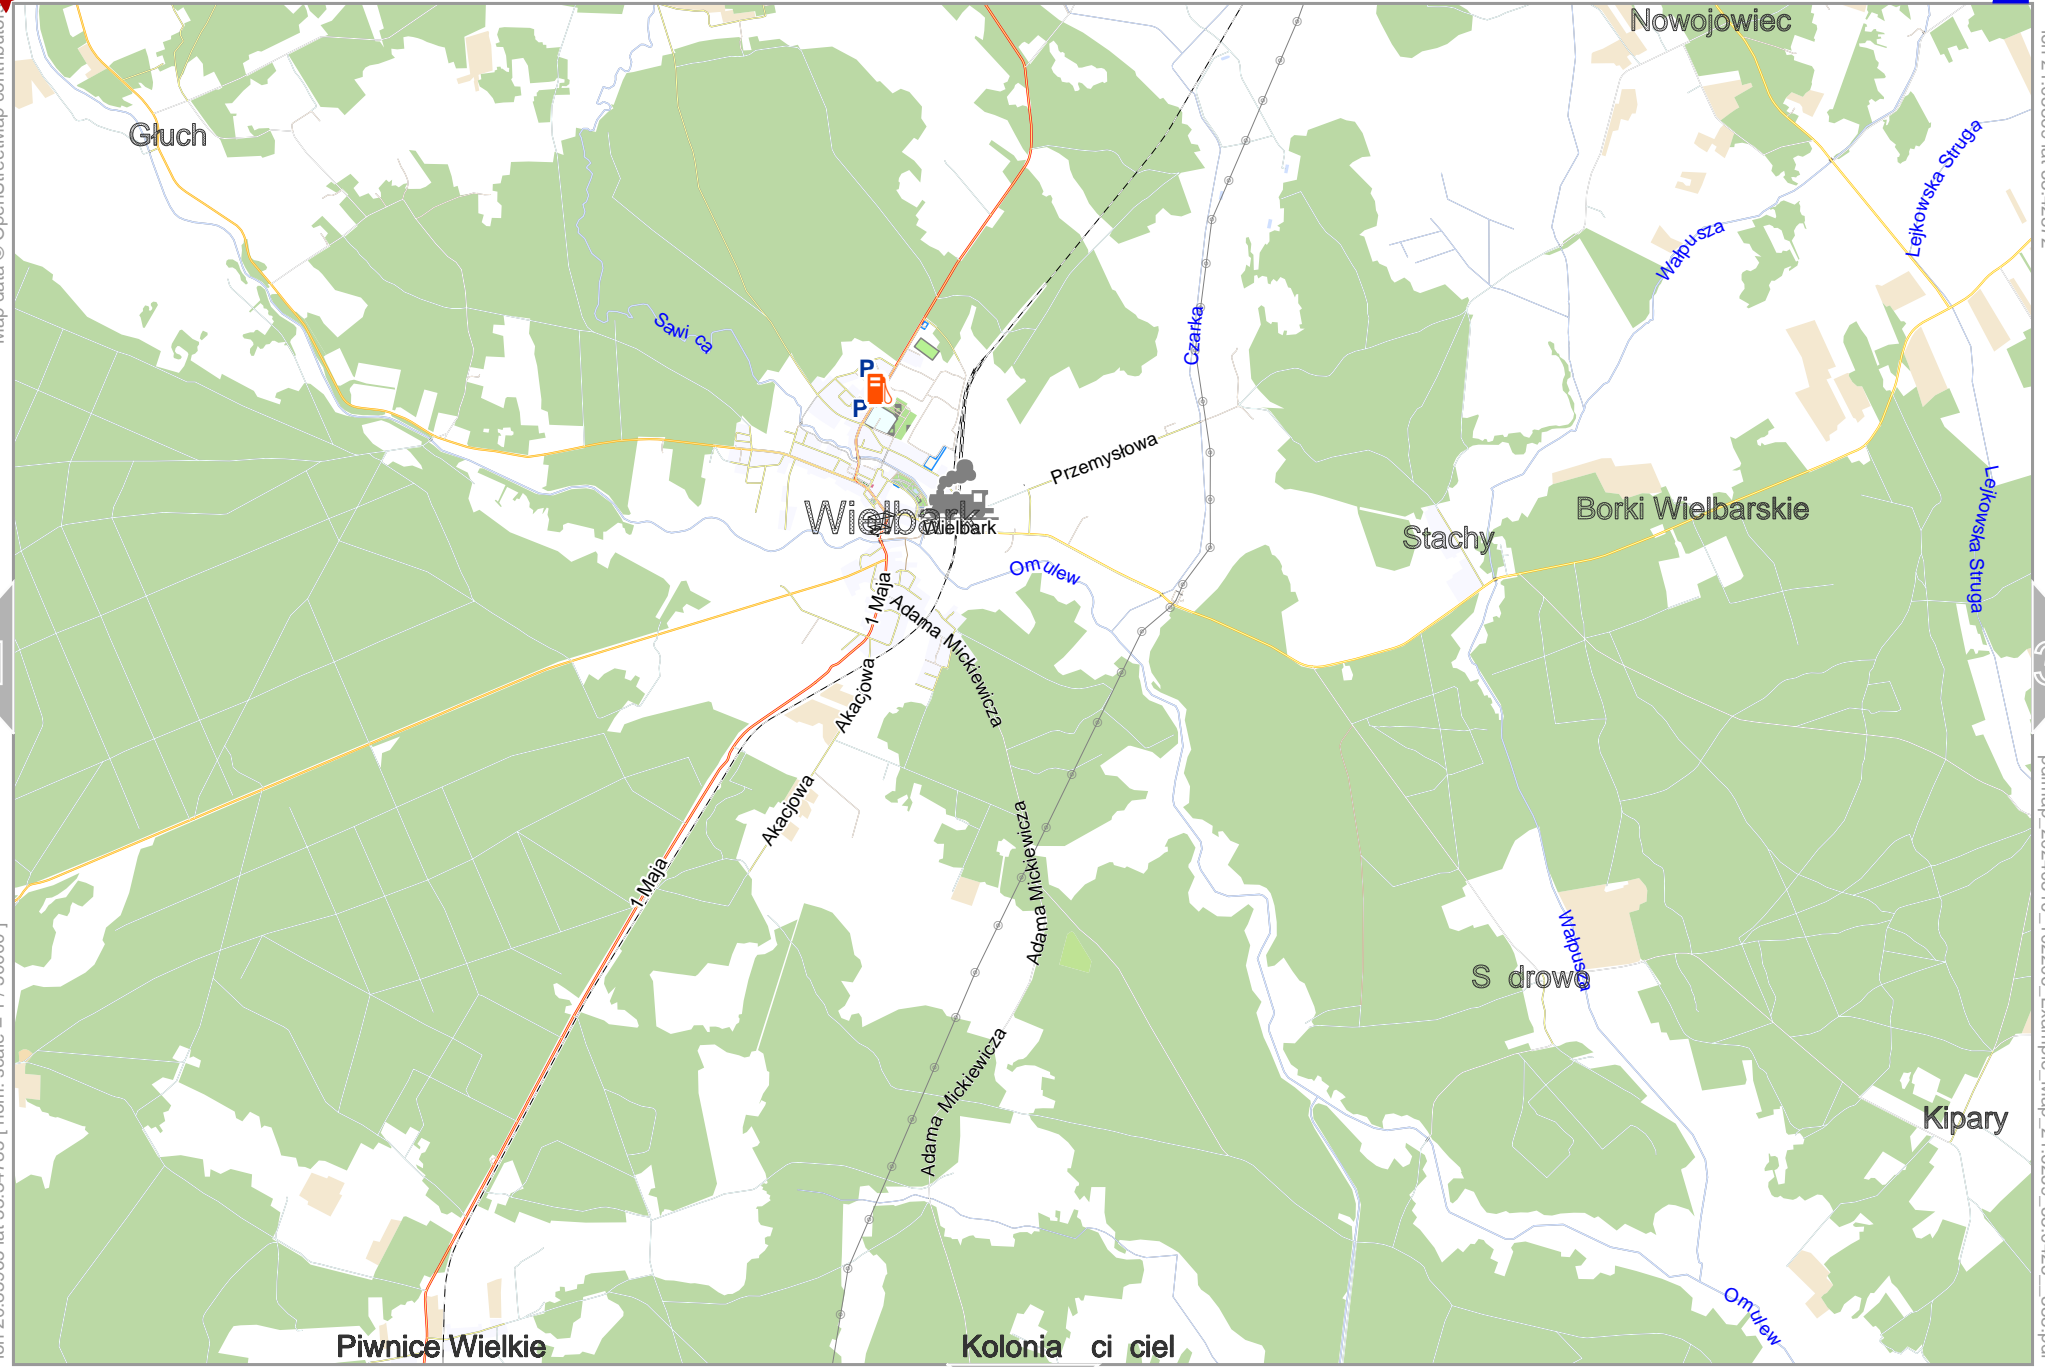 Nowojowiec
Głuch
Lejkowska Struga
Wałpusza
Sawi ca
Czarka
P
P
Przemysłowa
Wielbark
Wielbark
Borki Wielbarskie
Stachy
Lejkowska Struga
Omulew
1 Maja
Adama Mickiewicza
Akacjowa
Akacjowa
Adama Mickiewicza
1 Maja
Wałpusza
S drowo
Adama Mickiewicza
Kipary
Omulew
Piwnice Wielkie
Kolonia ci ciel